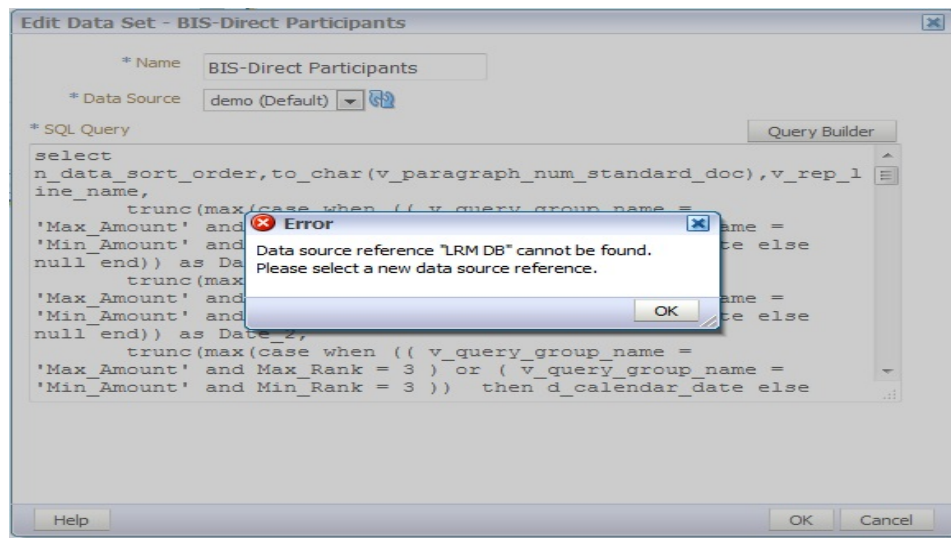 Edit Data Set - BIS-Direct Participants
* Name BIS-Direct Participants
* Data Source demo (Default)
* SQL Query Query Builder
select
n_data_sort_order,to_char(v_paragraph_num_standard_doc),v_rep_l
ine_name,
trunc(max(case when (( v_query_group_name =
'Max_Amount' and ame =
'Min_Amount' and te else
null end)) as Da
trunc(max
'Max_Amount' and ame =
'Min_Amount' and te else
null end)) as Date_2,
trunc(max(case when (( v_query_group_name =
'Max_Amount' and Max_Rank = 3 ) or ( v_query_group_name =
'Min_Amount' and Min_Rank = 3 )) then d_calendar_date else
Error
Data source reference "LRM DB" cannot be found.
Please select a new data source reference.
OK
Help OK Cancel